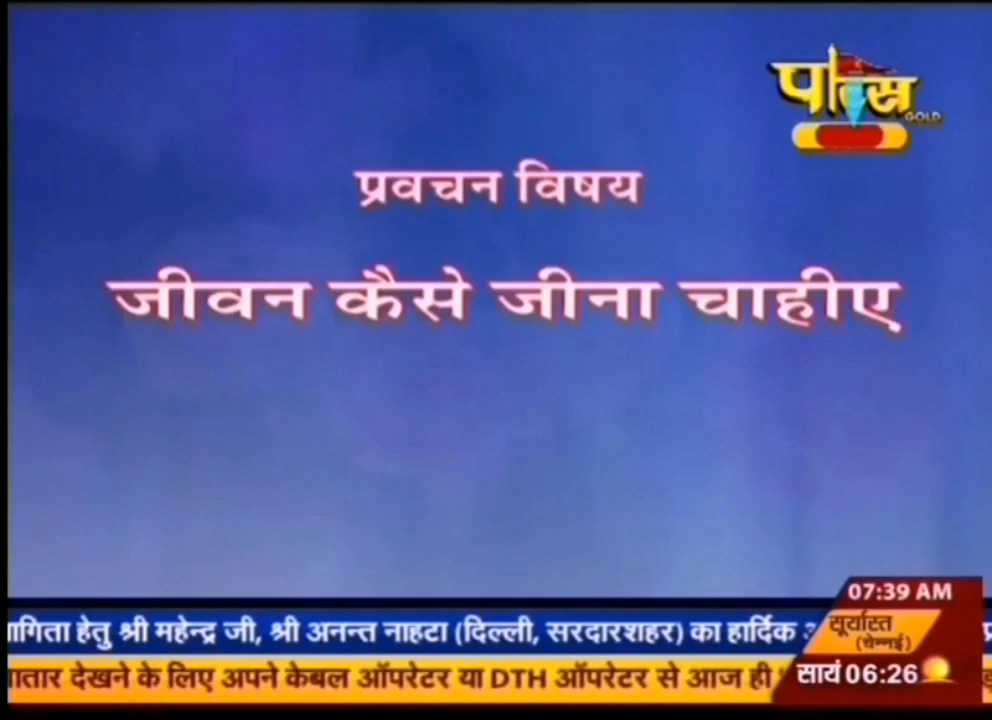 पारस
GOLD
प्रवचन विषय
जीवन कैसे जीना चाहीए
07:39 AM
गिता हेतु श्री महेन्द्र जी, श्री अनन्त नाहटा (दिल्ली, सरदारशहर) का हार्दिक
सूर्यास्त
(चेन्नई)
तार देखने के लिए अपने केबल ऑपरेटर या DTH ऑपरेटर से आज ही
सायं 06:26